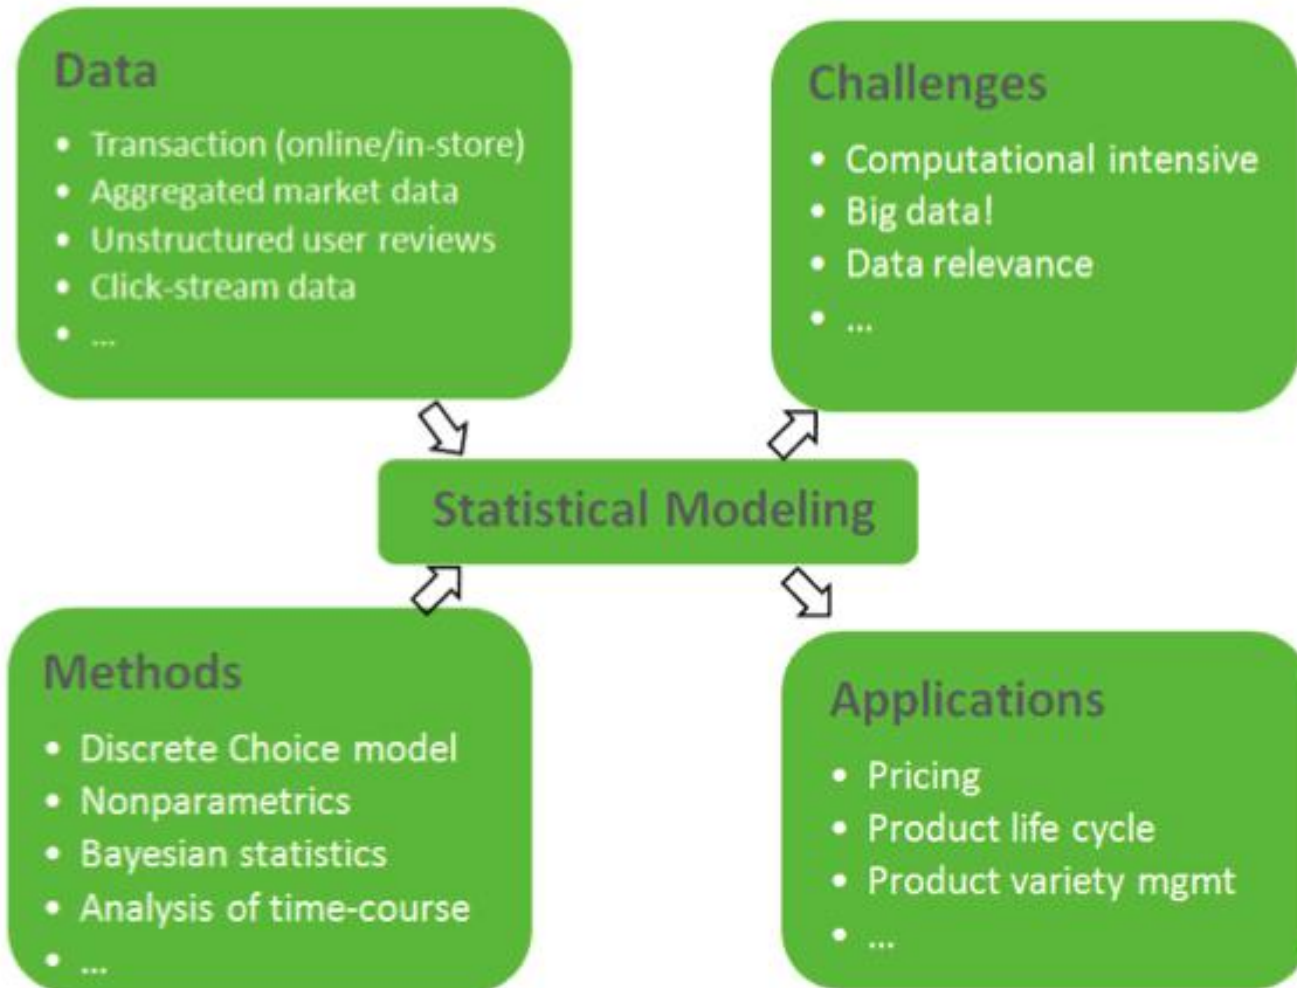 Data
• Transaction (online/in-store)
• Aggregated market data
• Unstructured user reviews
• Click-stream data
• ...
Challenges
• Computational intensive
• Big data!
• Data relevance
• ...
Statistical Modeling
Methods
• Discrete Choice model
• Nonparametrics
• Bayesian statistics
• Analysis of time-course
• ...
Applications
• Pricing
• Product life cycle
• Product variety mgmt
• ...